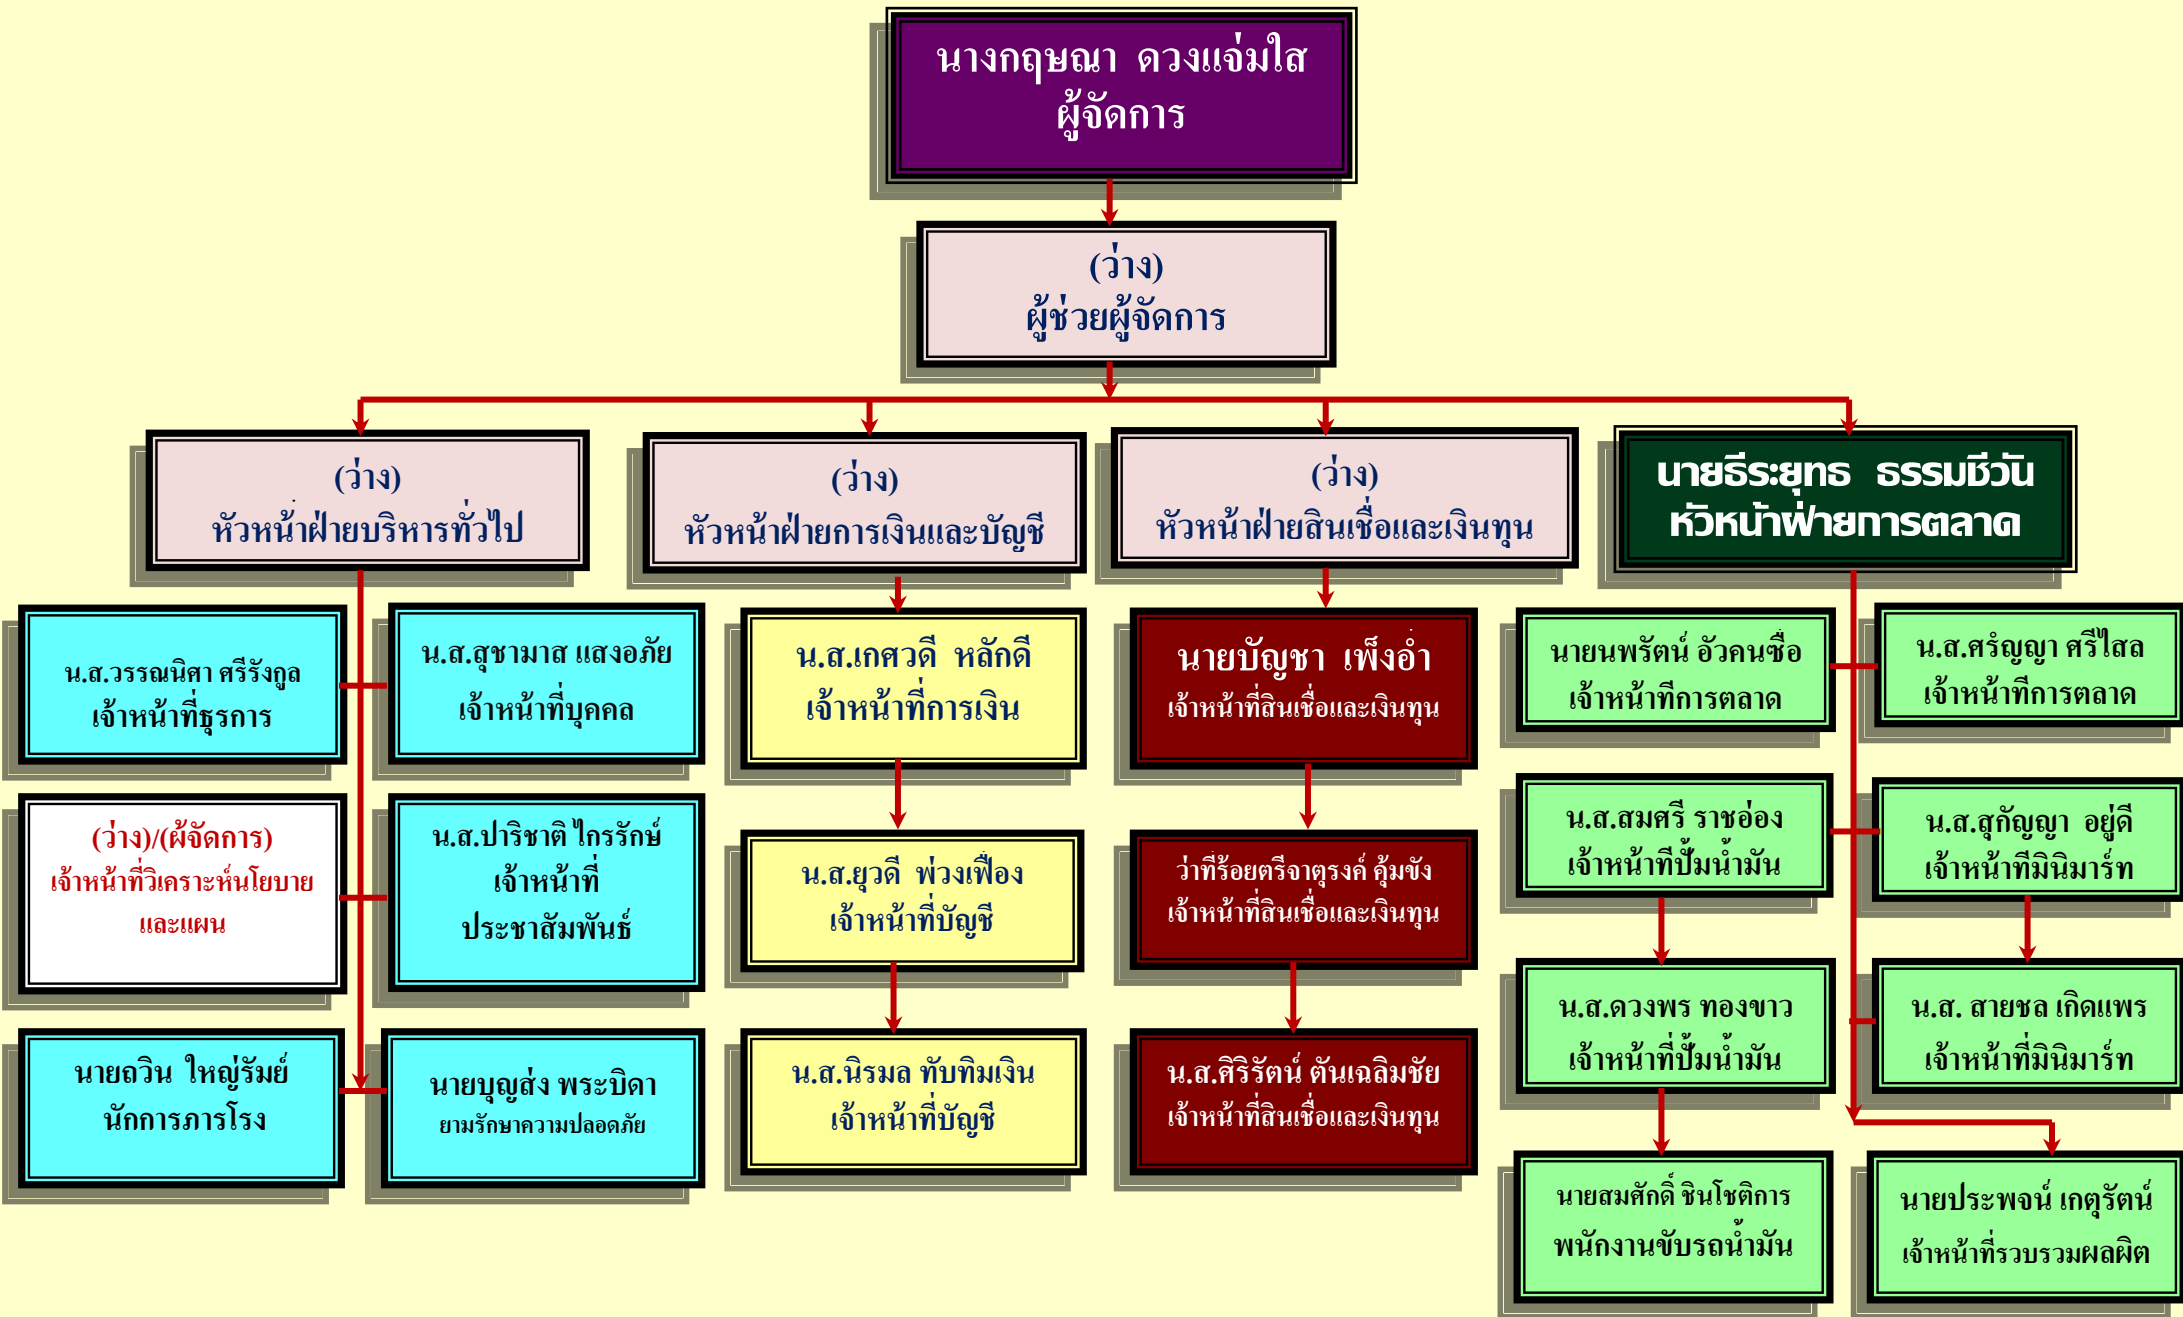 นางกฤษณา  ดวงแจ่มใส
ผู้จัดการ
(ว่าง)
ผู้ช่วยผู้จัดการ
(ว่าง)
หัวหน้าฝ่ายบริหารทั่วไป
(ว่าง)
หัวหน้าฝ่ายการเงินและบัญชี
(ว่าง)
หัวหน้าฝ่ายสินเชื่อและเงินทุน
นายธีระยุทธ  ธรรมชีวัน
หัวหน้าฝ่ายการตลาด
น.ส.วรรณนิศา ศรีรังกูล
เจ้าหน้าที่ธุรการ
น.ส.สุชามาส แสงอภัย
เจ้าหน้าที่บุคคล
น.ส.เกศวดี  หลักดี
เจ้าหน้าที่การเงิน
นายบัญชา  เพ็งอ่ำ
เจ้าหน้าที่สินเชื่อและเงินทุน
นายนพรัตน์ อัวคนซื่อ
เจ้าหน้าทีการตลาด
น.ส.ศรํญญา ศรีไสล
เจ้าหน้าทีการตลาด
(ว่าง)/(ผ้จัดการ)
เจ้าหน้าที่วิเคราะห์นโยบาย
และแผน
น.ส.ปาริชาติ ไกรรักษ์
เจ้าหน้าที่
ประชาสัมพันธ์
น.ส.ยุวดี  พ่วงเฟื่อง
เจ้าหน้าที่บัญชี
ว่าที่ร้อยตรีจาตุรงค์ คุ้มขัง
เจ้าหน้าที่สินเชื่อและเงินทุน
น.ส.สมศรี ราชอ่อง
เจ้าหน้าทีปั้มน้ำมัน
น.ส.สุกัญญา  อยู่ดี
เจ้าหน้าทีมินิมาร์ท
นายถวิน  ใหญ่รัมย์
นักการภารโรง
นายบุญส่ง พระบิดา
ยามรักษาความปลอดภัย
น.ส.นิรมล ทับทิมเงิน
เจ้าหน้าที่บัญชี
น.ส.ศิริรัตน์ ตันเฉลิมชัย
เจ้าหน้าที่สินเชื่อและเงินทุน
น.ส.ดวงพร ทองขาว
เจ้าหน้าที่ปั้มน้ำมัน
น.ส. สายชล เกิดแพร
เจ้าหน้าที่มินิมาร์ท
นายสมศักดิ์ ชินโชติการ
พนักงานขับรถน้ำมัน
นายประพจน์ เกตุรัตน์
เจ้าหน้าที่รวบรวมผลผิต